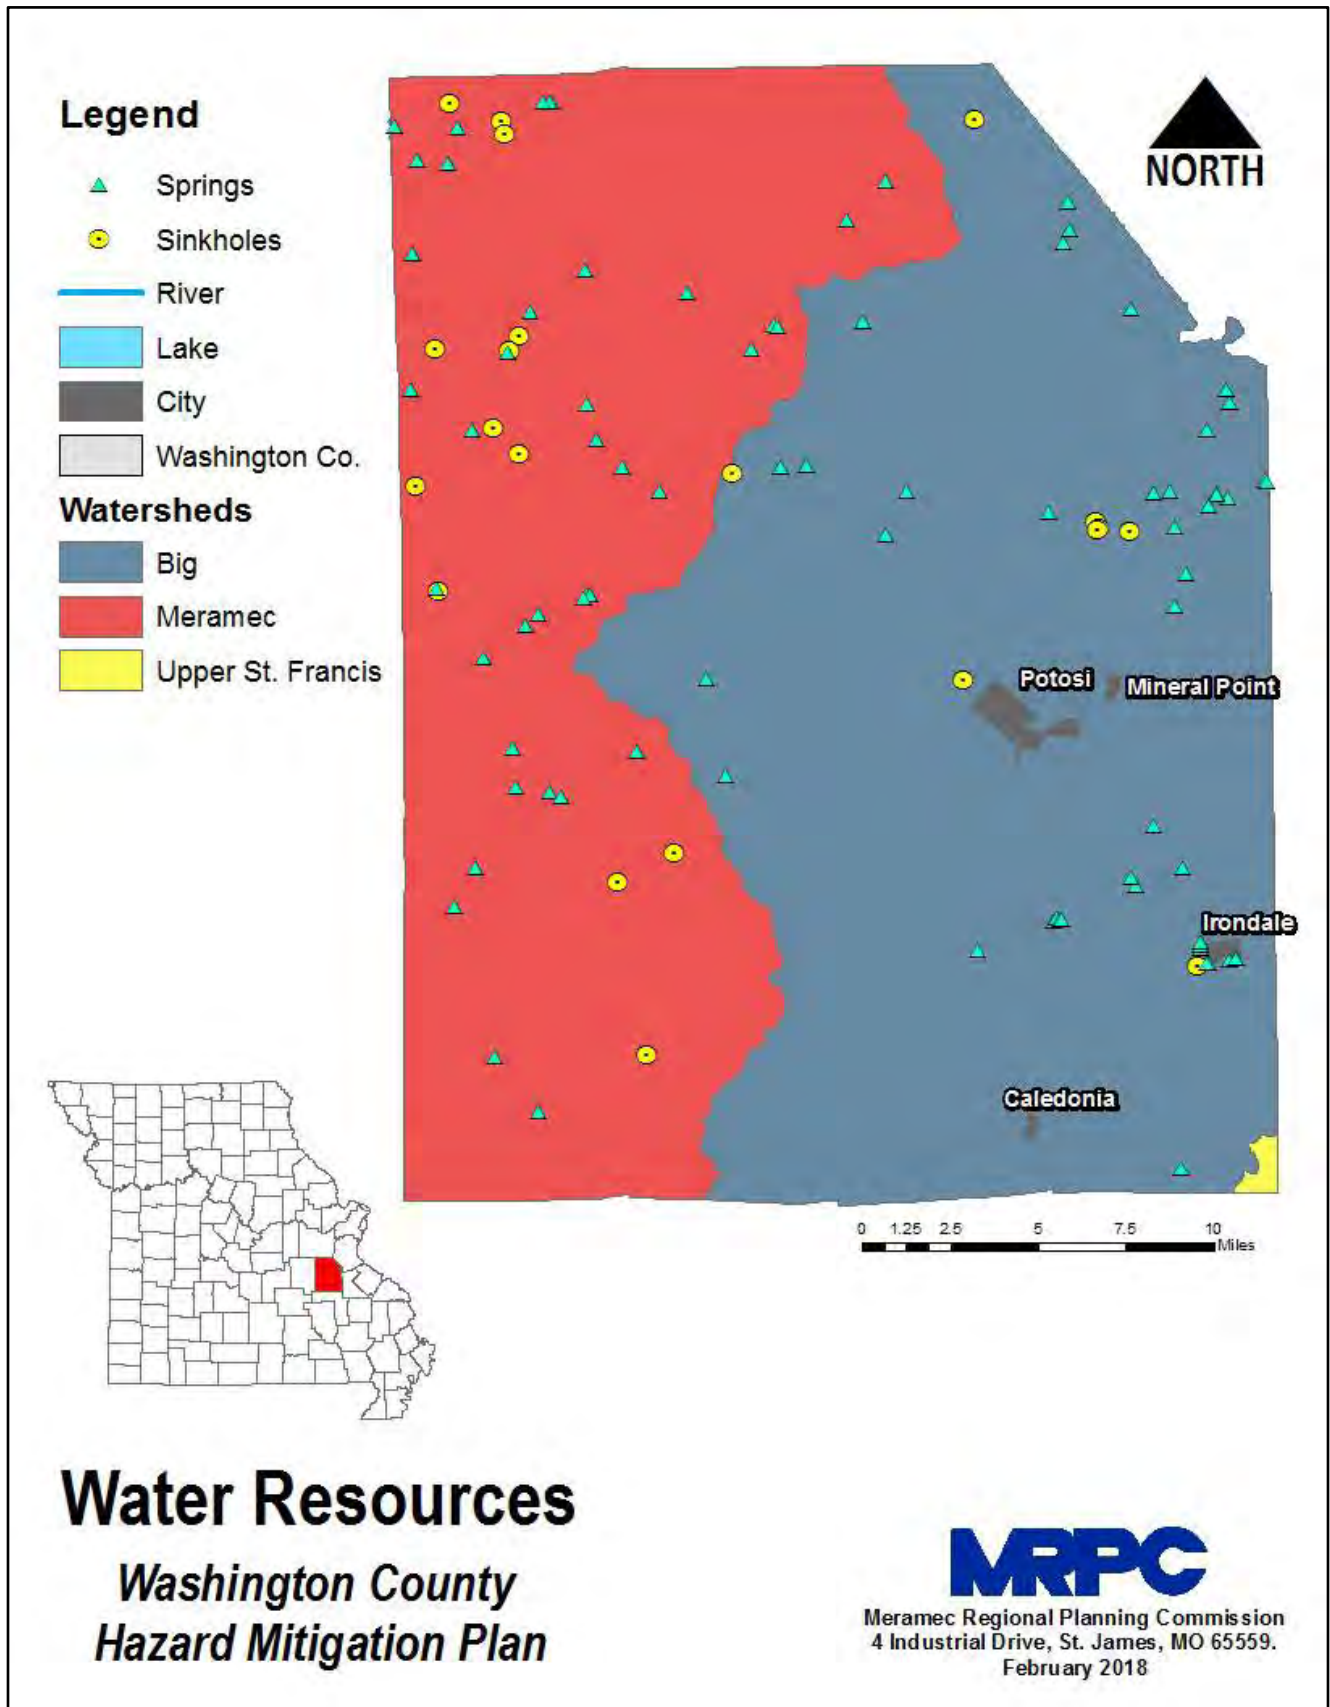 Legend
Springs
Sinkholes
River
Lake
City
Washington Co.
Watersheds
Big
Meramec
Upper St. Francis
NORTH
Potosi
Mineral Point
Irondale
Caledonia
0 1.25 2.5 5 7.5 10
Miles
Water Resources
Washington County
Hazard Mitigation Plan
MRPC
Meramec Regional Planning Commission
4 Industrial Drive, St. James, MO 65559.
February 2018